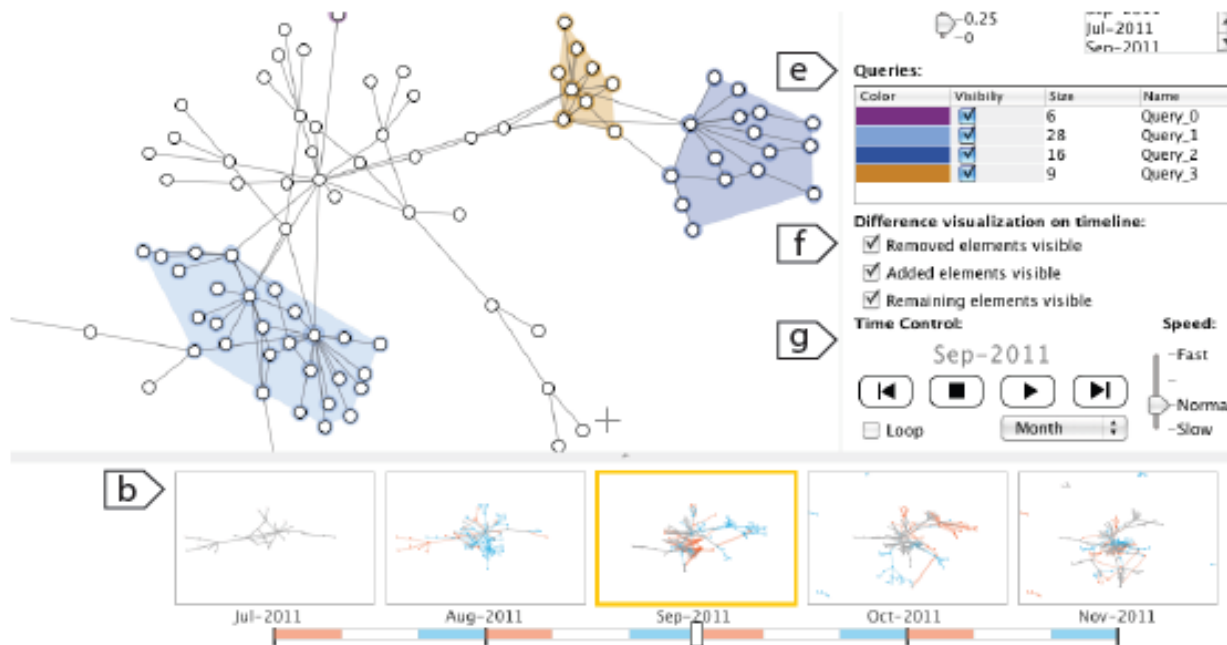 0.25
0
Jul-2011
Sep-2011
e
Queries:
Color Visibilty Size Name
6 Query_0
28 Query_1
16 Query_2
9 Query_3
f
Difference visualization on timeline:
Removed elements visible
Added elements visible
Remaining elements visible
g
Time Control: Speed:
Sep-2011
Fast
Norma
Slow
Loop
Month
b
Jul-2011 Aug-2011 Sep-2011 Oct-2011 Nov-2011